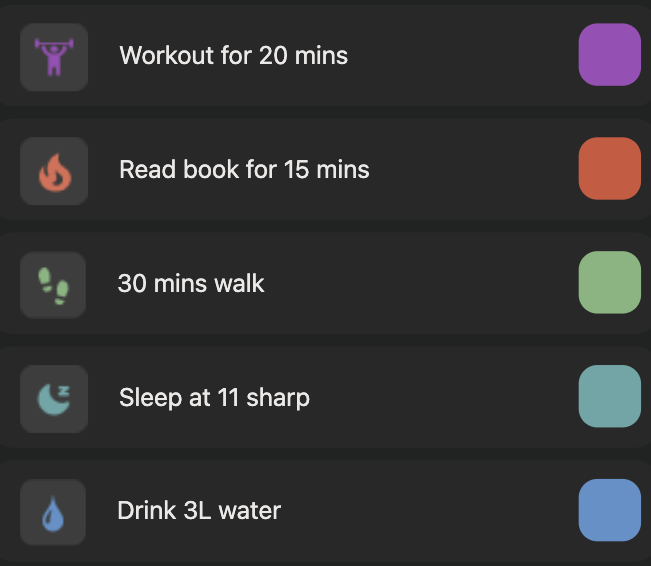 Workout for 20 mins
Read book for 15 mins
30 mins walk
Sleep at 11 sharp
Drink 3L water